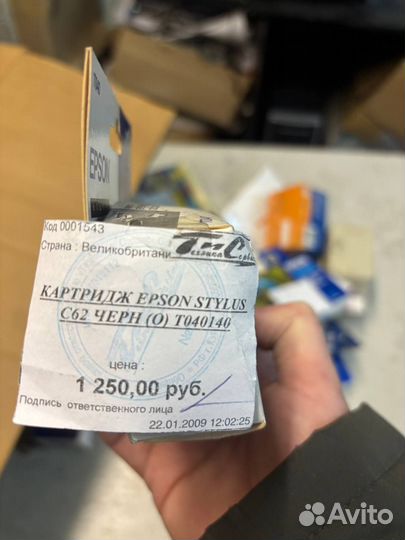 EPSON
Код 0001543
Страна : Великобритани
КАРТРИДЖ EPSON STYLUS
C62 ЧЕРН (O) T040140
цена :
1 250,00 руб.
Подпись ответственного лица
22.01.2009 12:02:25
Avito